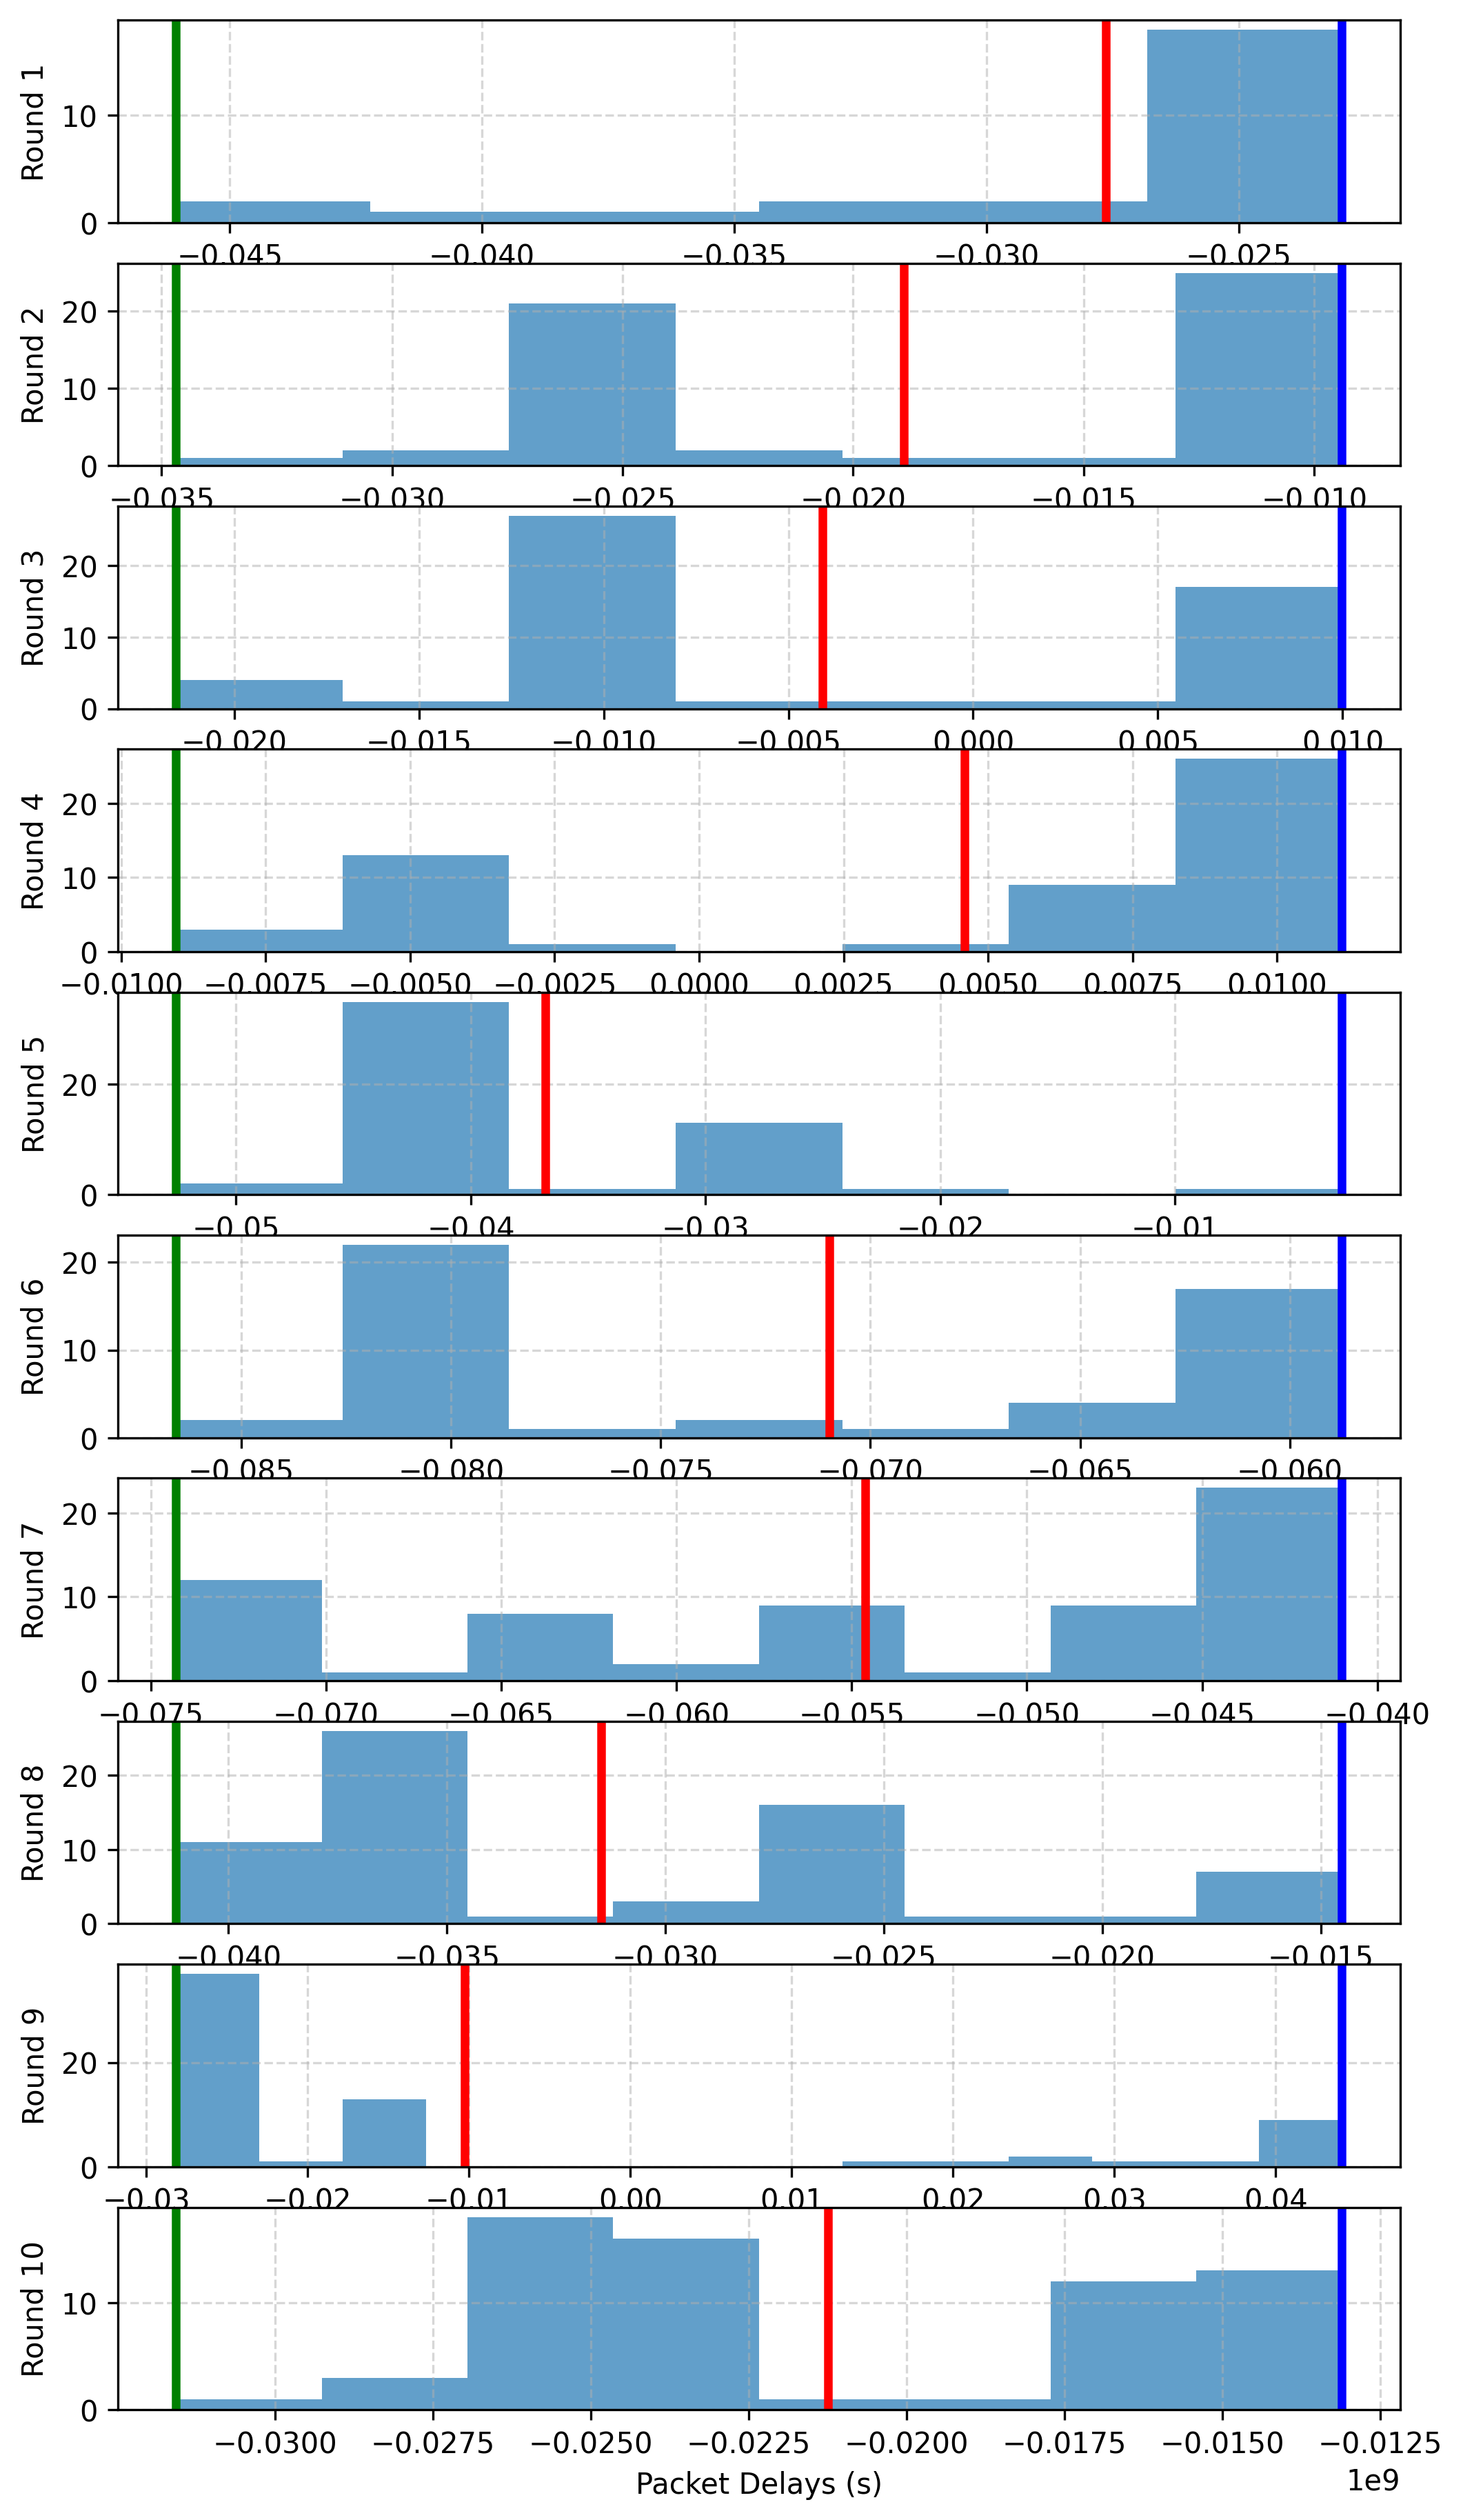 Round 1
10
0
−0.045 −0.040 −0.035 −0.030 −0.025
Round 2
20
10
0
−0.035 −0.030 −0.025 −0.020 −0.015 −0.010
Round 3
20
10
0
−0.020 −0.015 −0.010 −0.005 0.000 0.005 0.010
Round 4
20
10
0
−0.0100 −0.0075 −0.0050 −0.0025 0.0000 0.0025 0.0050 0.0075 0.0100
Round 5
20
0
−0.05 −0.04 −0.03 −0.02 −0.01
Round 6
20
10
0
−0.085 −0.080 −0.075 −0.070 −0.065 −0.060
Round 7
20
10
0
−0.075 −0.070 −0.065 −0.060 −0.055 −0.050 −0.045 −0.040
Round 8
20
10
0
−0.040 −0.035 −0.030 −0.025 −0.020 −0.015
Round 9
20
0
−0.03 −0.02 −0.01 0.00 0.01 0.02 0.03 0.04
Round 10
10
0
−0.0300 −0.0275 −0.0250 −0.0225 −0.0200 −0.0175 −0.0150 −0.0125
Packet Delays (s)
1e9